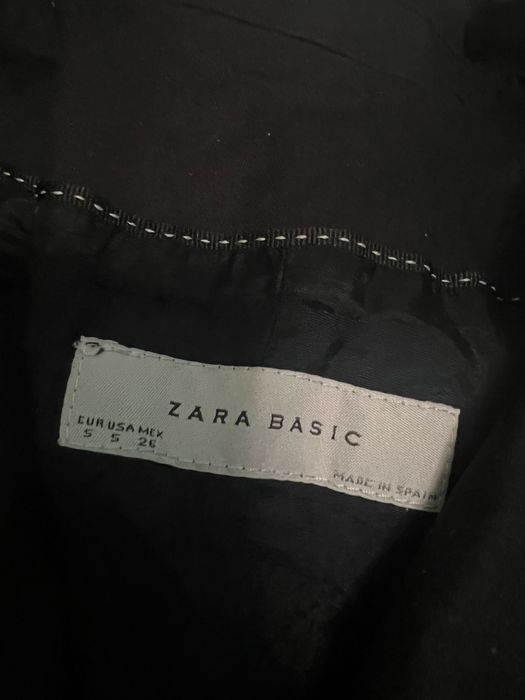 ZARA BASIC
EUR USA MEX
S S 26
MADE IN SPAIN